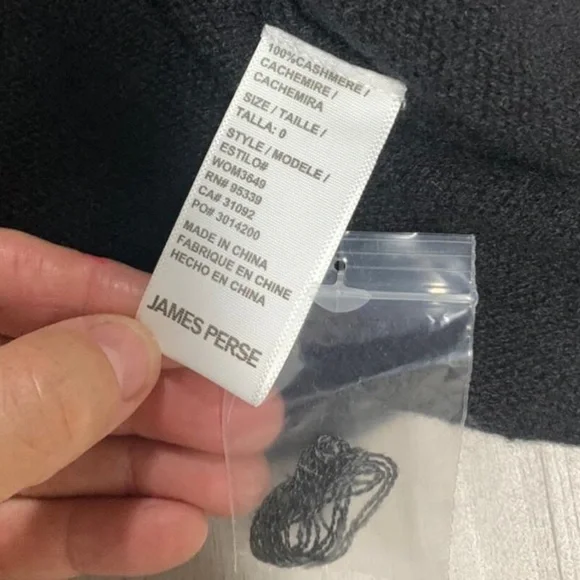 100%CASHMERE /
CACHEMIRE /
CACHEMIRA
SIZE / TAILLE /
TALLA: 0
STYLE / MODELE /
ESTILO#
WOM3649
RN# 95339
CA# 31092
PO# 3014200
MADE IN CHINA
FABRIQUE EN CHINE
HECHO EN CHINA
JAMES PERSE